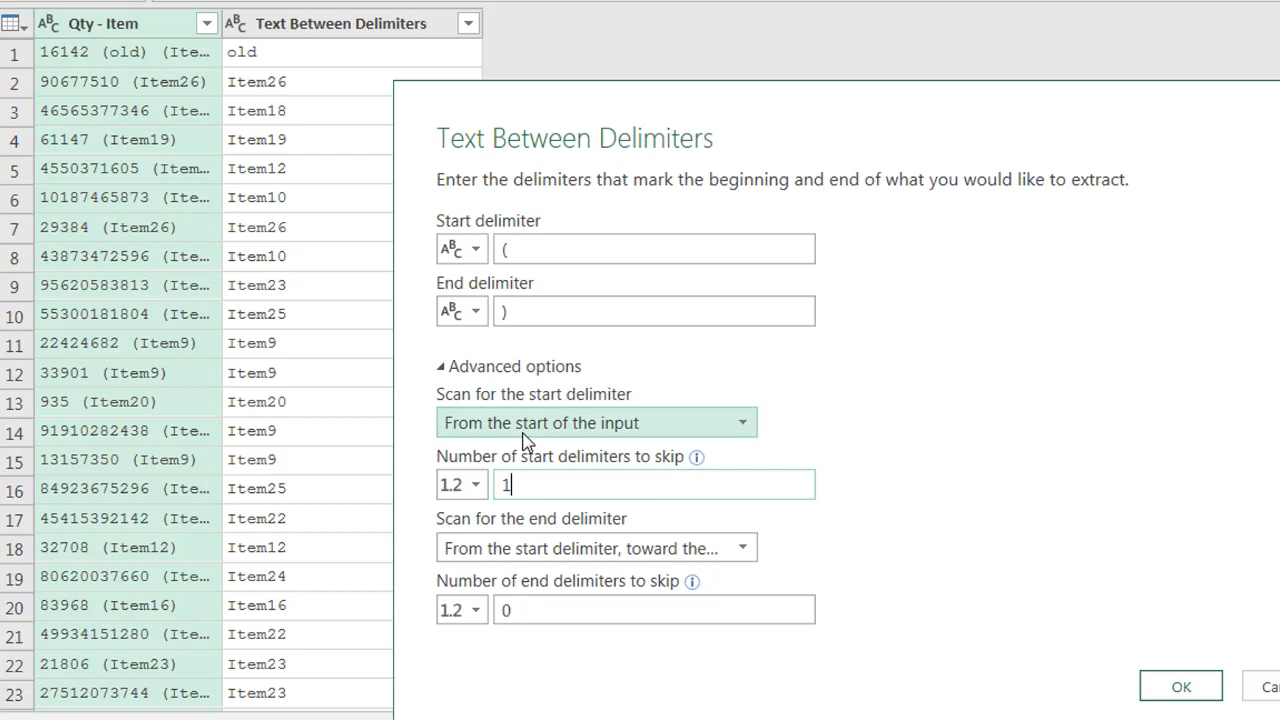 Qty - Item Text Between Delimiters
1 16142 (old) (Ite... old
2 90677510 (Item26) Item26
3 46565377346 (Ite... Item18
4 61147 (Item19) Item19
5 4550371605 (Item... Item12
6 10187465873 (Ite... Item10
7 29384 (Item26) Item26
8 43873472596 (Ite... Item10
9 95620583813 (Ite... Item23
10 55300181804 (Ite... Item25
11 22424682 (Item9) Item9
12 33901 (Item9) Item9
13 935 (Item20) Item20
14 91910282438 (Ite... Item9
15 13157350 (Item9) Item9
16 84923675296 (Ite... Item25
17 45415392142 (Ite... Item22
18 32708 (Item12) Item12
19 80620037660 (Ite... Item24
20 83968 (Item16) Item16
21 49934151280 (Ite... Item22
22 21806 (Item23) Item23
23 27512073744 (Ite... Item23
Text Between Delimiters
Enter the delimiters that mark the beginning and end of what you would like to extract.
Start delimiter
ABC (
End delimiter
ABC )
Advanced options
Scan for the start delimiter
From the start of the input
Number of start delimiters to skip
1.2 1
Scan for the end delimiter
From the start delimiter, toward the...
Number of end delimiters to skip
1.2 0
OK Ca